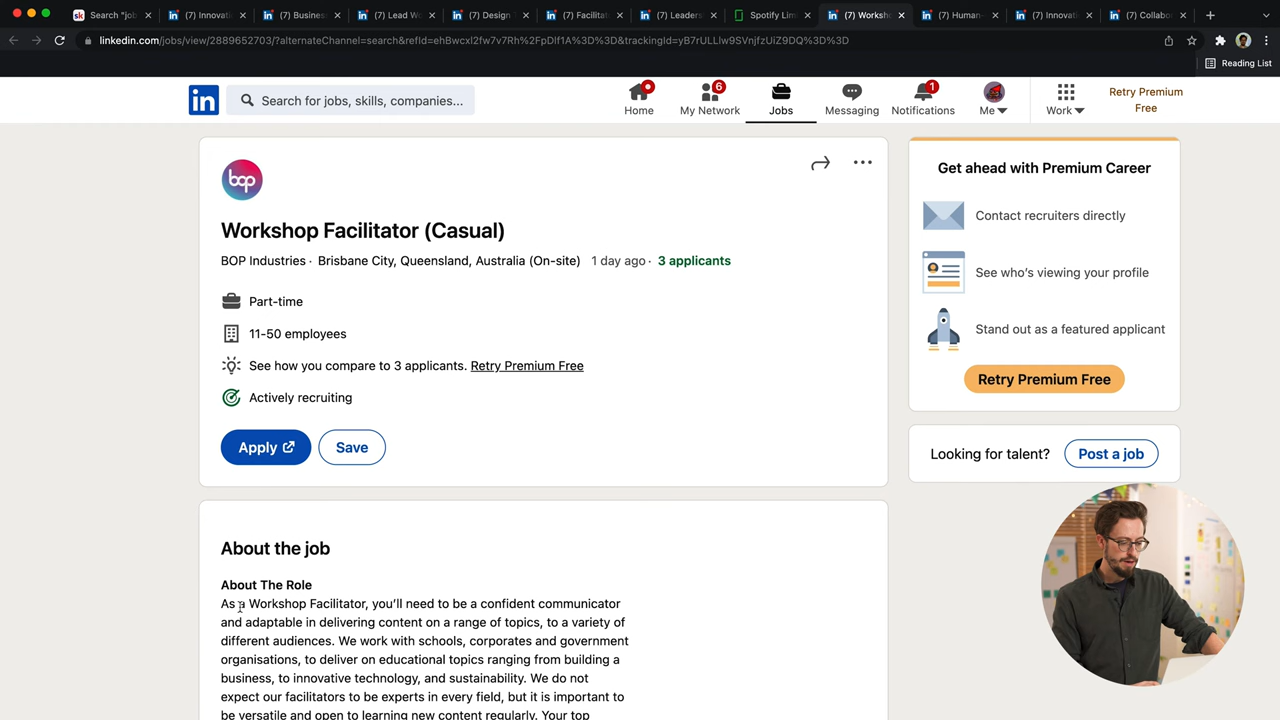 Search "job
(7) Innovati
(7) Busines
(7) Lead Wo
(7) Design T
(7) Facilitat
(7) Leaders
Spotify Lim
(7) Worksh
(7) Human-
(7) Innovati
(7) Collabo
linkedin.com/jobs/view/2889652703/?alternateChannel=search&refId=ehBwcxl2fw7v7Rh%2FpDlf1A%3D%3D&trackingId=yB7rULLlw9SVnjfzUiZ9DQ%3D%3D
Reading List
in
Search for jobs, skills, companies...
Home
6
My Network
Jobs
Messaging
1
Notifications
Me
Work
Retry Premium
Free
bop
Workshop Facilitator (Casual)
BOP Industries · Brisbane City, Queensland, Australia (On-site) 1 day ago · 3 applicants
Part-time
11-50 employees
See how you compare to 3 applicants. Retry Premium Free
Actively recruiting
Apply
Save
About the job
About The Role
As a Workshop Facilitator, you'll need to be a confident communicator
and adaptable in delivering content on a range of topics, to a variety of
different audiences. We work with schools, corporates and government
organisations, to deliver on educational topics ranging from building a
business, to innovative technology, and sustainability. We do not
expect our facilitators to be experts in every field, but it is important to
be versatile and open to learning new content regularly. Your top
Get ahead with Premium Career
Contact recruiters directly
See who's viewing your profile
Stand out as a featured applicant
Retry Premium Free
Looking for talent?
Post a job